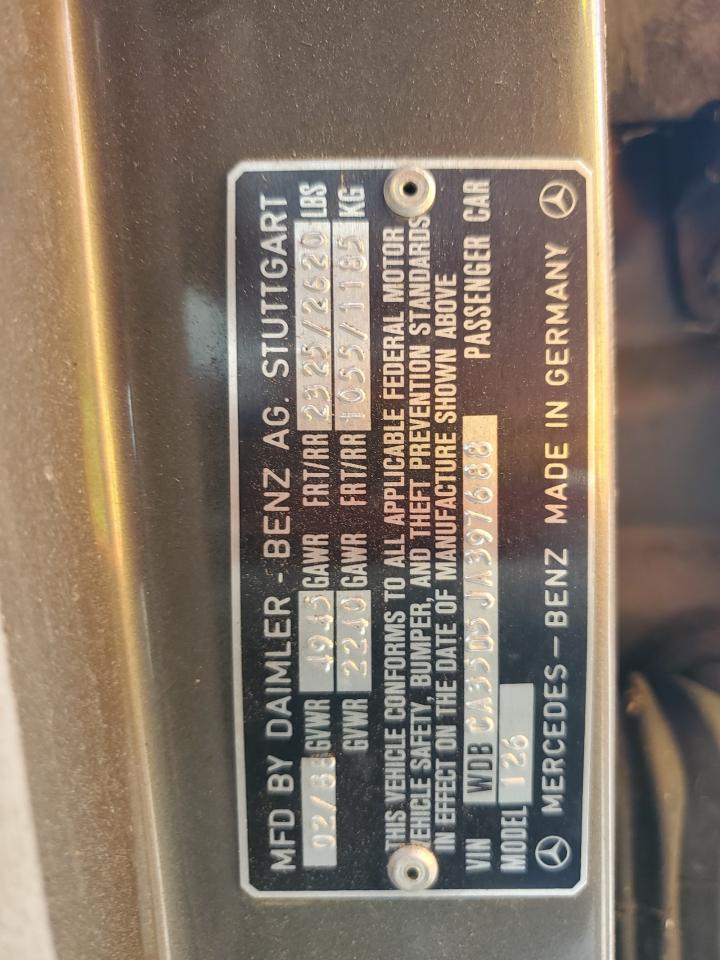 MFD BY DAIMLER - BENZ AG. STUTTGART
02/88 GVWR 4945 GAWR FRT/RR 2325/2620 LBS
GVWR 2240 GAWR FRT/RR 1055/1185 KG
THIS VEHICLE CONFORMS TO ALL APPLICABLE FEDERAL MOTOR
VEHICLE SAFETY, BUMPER, AND THEFT PREVENTION STANDARDS
IN EFFECT ON THE DATE OF MANUFACTURE SHOWN ABOVE
VIN WDB CA35D5JA397688 PASSENGER CAR
MODEL 126
MERCEDES-BENZ MADE IN GERMANY